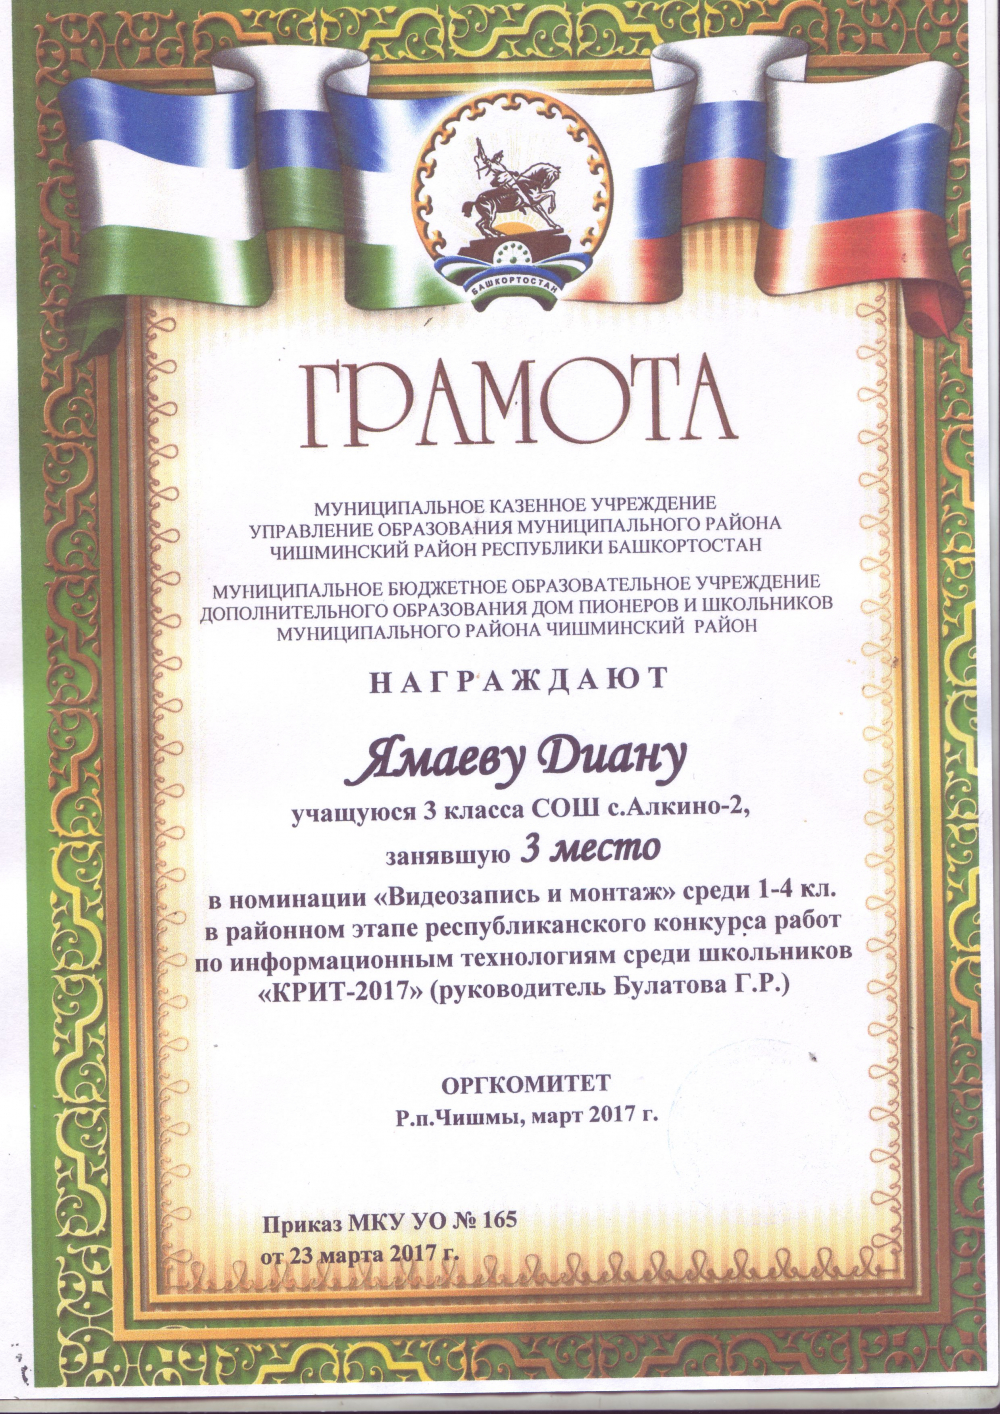 БАШКОРТОСТАН
ГРАМОТА
МУНИЦИПАЛЬНОЕ КАЗЕННОЕ УЧРЕЖДЕНИЕ
УПРАВЛЕНИЕ ОБРАЗОВАНИЯ МУНИЦИПАЛЬНОГО РАЙОНА
ЧИШМИНСКИЙ РАЙОН РЕСПУБЛИКИ БАШКОРТОСТАН
МУНИЦИПАЛЬНОЕ БЮДЖЕТНОЕ ОБРАЗОВАТЕЛЬНОЕ УЧРЕЖДЕНИЕ
ДОПОЛНИТЕЛЬНОГО ОБРАЗОВАНИЯ ДОМ ПИОНЕРОВ И ШКОЛЬНИКОВ
МУНИЦИПАЛЬНОГО РАЙОНА ЧИШМИНСКИЙ РАЙОН
НАГРАЖДАЮТ
Ямаеву Диану
учащуюся 3 класса СОШ с.Алкино-2,
занявшую 3 место
в номинации «Видеозапись и монтаж» среди 1-4 кл.
в районном этапе республиканского конкурса работ
по информационным технологиям среди школьников
«КРИТ-2017» (руководитель Булатова Г.Р.)
ОРГКОМИТЕТ
Р.п.Чишмы, март 2017 г.
Приказ МКУ УО № 165
от 23 марта 2017 г.